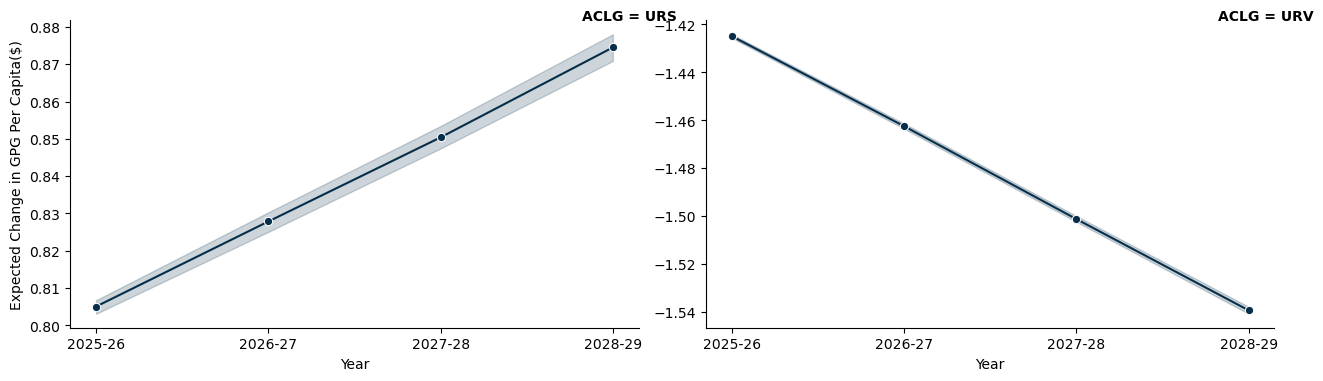 ACLG = URS
Expected Change in GPG Per Capita($)
0.88
0.87
0.86
0.85
0.84
0.83
0.82
0.81
0.80
2025-26 2026-27 2027-28 2028-29
Year
ACLG = URV
−1.42
−1.44
−1.46
−1.48
−1.50
−1.52
−1.54
2025-26 2026-27 2027-28 2028-29
Year